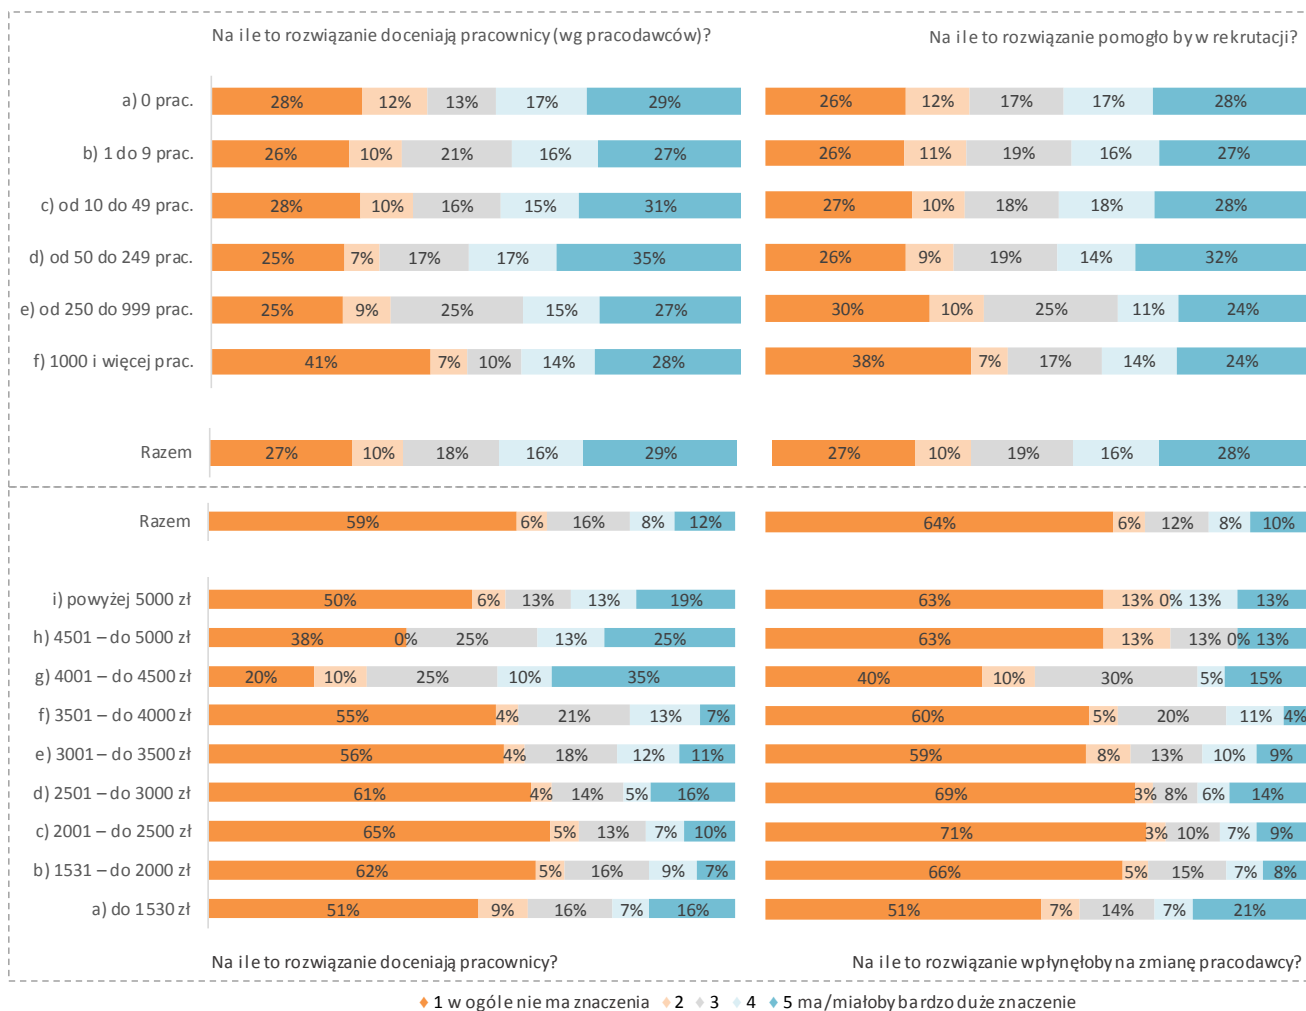 Na ile to rozwiązanie doceniają pracownicy (wg pracodawców)? Na ile to rozwiązanie pomogło by w rekrutacji?
a) 0 prac. 28% 12% 13% 17% 29% 26% 12% 17% 17% 28%
b) 1 do 9 prac. 26% 10% 21% 16% 27% 26% 11% 19% 16% 27%
c) od 10 do 49 prac. 28% 10% 16% 15% 31% 27% 10% 18% 18% 28%
d) od 50 do 249 prac. 25% 7% 17% 17% 35% 26% 9% 19% 14% 32%
e) od 250 do 999 prac. 25% 9% 25% 15% 27% 30% 10% 25% 11% 24%
f) 1000 i więcej prac. 41% 7% 10% 14% 28% 38% 7% 17% 14% 24%
Razem 27% 10% 18% 16% 29% 27% 10% 19% 16% 28%
Razem 59% 6% 16% 8% 12% 64% 6% 12% 8% 10%
i) powyżej 5000 zł 50% 6% 13% 13% 19% 63% 13% 0% 13% 13%
h) 4501 – do 5000 zł 38% 0% 25% 13% 25% 63% 13% 13% 0% 13%
g) 4001 – do 4500 zł 20% 10% 25% 10% 35% 40% 10% 30% 5% 15%
f) 3501 – do 4000 zł 55% 4% 21% 13% 7% 60% 5% 20% 11% 4%
e) 3001 – do 3500 zł 56% 4% 18% 12% 11% 59% 8% 13% 10% 9%
d) 2501 – do 3000 zł 61% 4% 14% 5% 16% 69% 3% 8% 6% 14%
c) 2001 – do 2500 zł 65% 5% 13% 7% 10% 71% 3% 10% 7% 9%
b) 1531 – do 2000 zł 62% 5% 16% 9% 7% 66% 5% 15% 7% 8%
a) do 1530 zł 51% 9% 16% 7% 16% 51% 7% 14% 7% 21%
Na ile to rozwiązanie doceniają pracownicy? Na ile to rozwiązanie wpłynęłoby na zmianę pracodawcy?
1 w ogóle nie ma znaczenia 2 3 4 5 ma/miałoby bardzo duże znaczenie